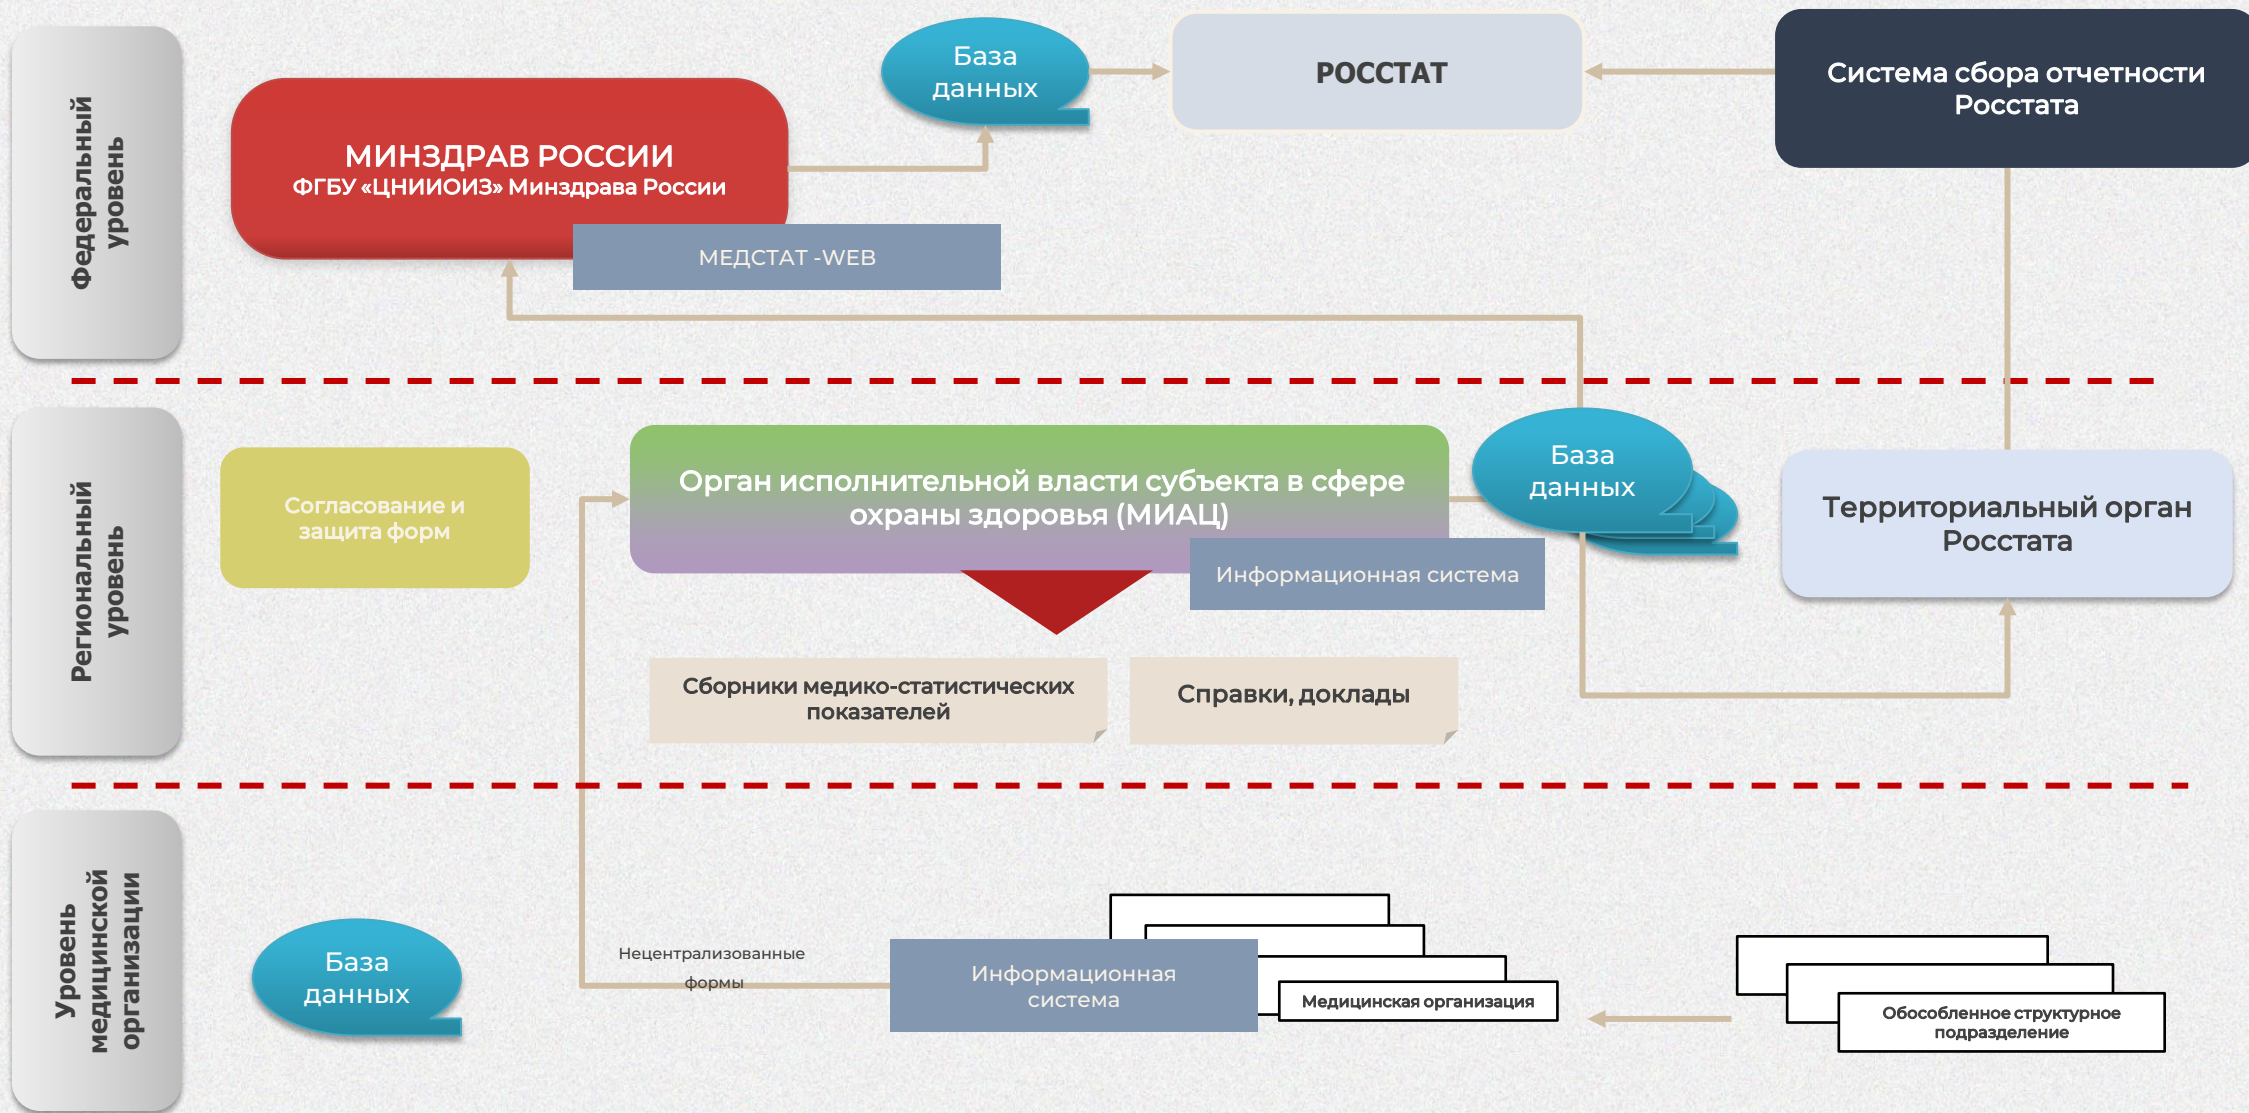 Федеральный
уровень
МИНЗДРАВ РОССИИ
ФГБУ «ЦНИИОИЗ» Минздрава России
МЕДСТАТ -WEB
База
данных
РОССТАТ
Система сбора отчетности
Росстата
Региональный
уровень
Согласование и
защита форм
Орган исполнительной власти субъекта в сфере
охраны здоровья (МИАЦ)
Информационная система
База
данных
Территориальный орган
Росстата
Сборники медико-статистических
показателей
Справки, доклады
Уровень
медицинской
организации
База
данных
Нецентрализованные
формы
Информационная
система
Медицинская организация
Обособленное структурное
подразделение